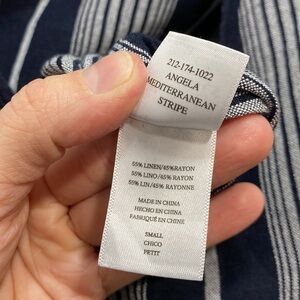 212-174-1022
ANGELA
MEDITERRANEAN
STRIPE
55% LINEN/45%RAYON
55% LINO/45% RAYON
55% LIN/45% RAYONNE
MADE IN CHINA
HECHO EN CHINA
FABRIQUÉ EN CHINE
SMALL
CHICO
PETIT